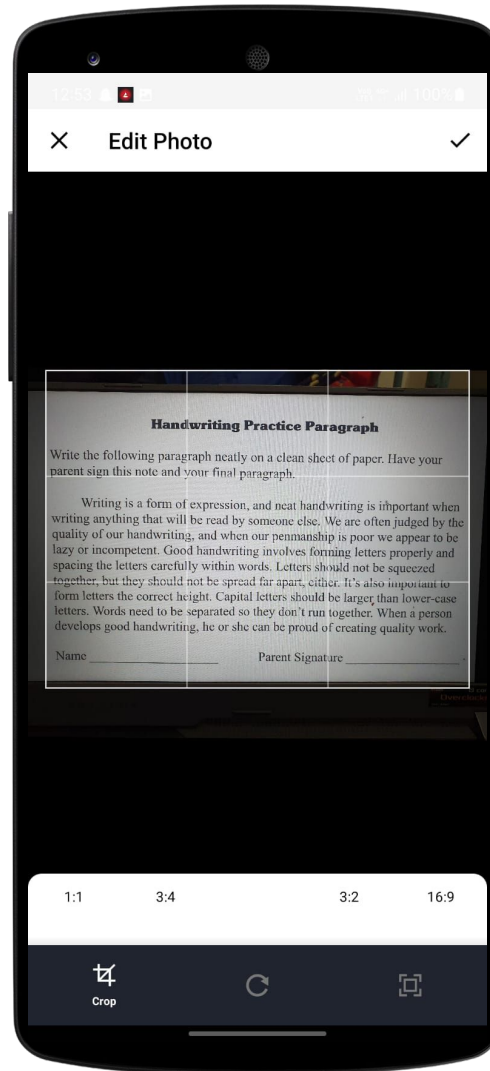 12:53 100%
Edit Photo
Handwriting Practice Paragraph
Write the following paragraph neatly on a clean sheet of paper. Have your
parent sign this note and your final paragraph.
Writing is a form of expression, and neat handwriting is important when
writing anything that will be read by someone else. We are often judged by the
quality of our handwriting, and when our penmanship is poor we appear to be
lazy or incompetent. Good handwriting involves forming letters properly and
spacing the letters carefully within words. Letters should not be squeezed
together, but they should not be spread far apart, either. It's also important to
form letters the correct height. Capital letters should be larger than lower-case
letters. Words need to be separated so they don't run together. When a person
develops good handwriting, he or she can be proud of creating quality work.
Name Parent Signature
1:1 3:4 3:2 16:9
Crop